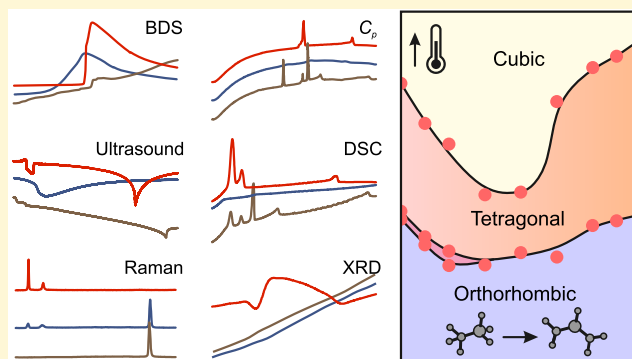 BDS
Cp
Ultrasound
DSC
Raman
XRD
Cubic
Tetragonal
Orthorhombic